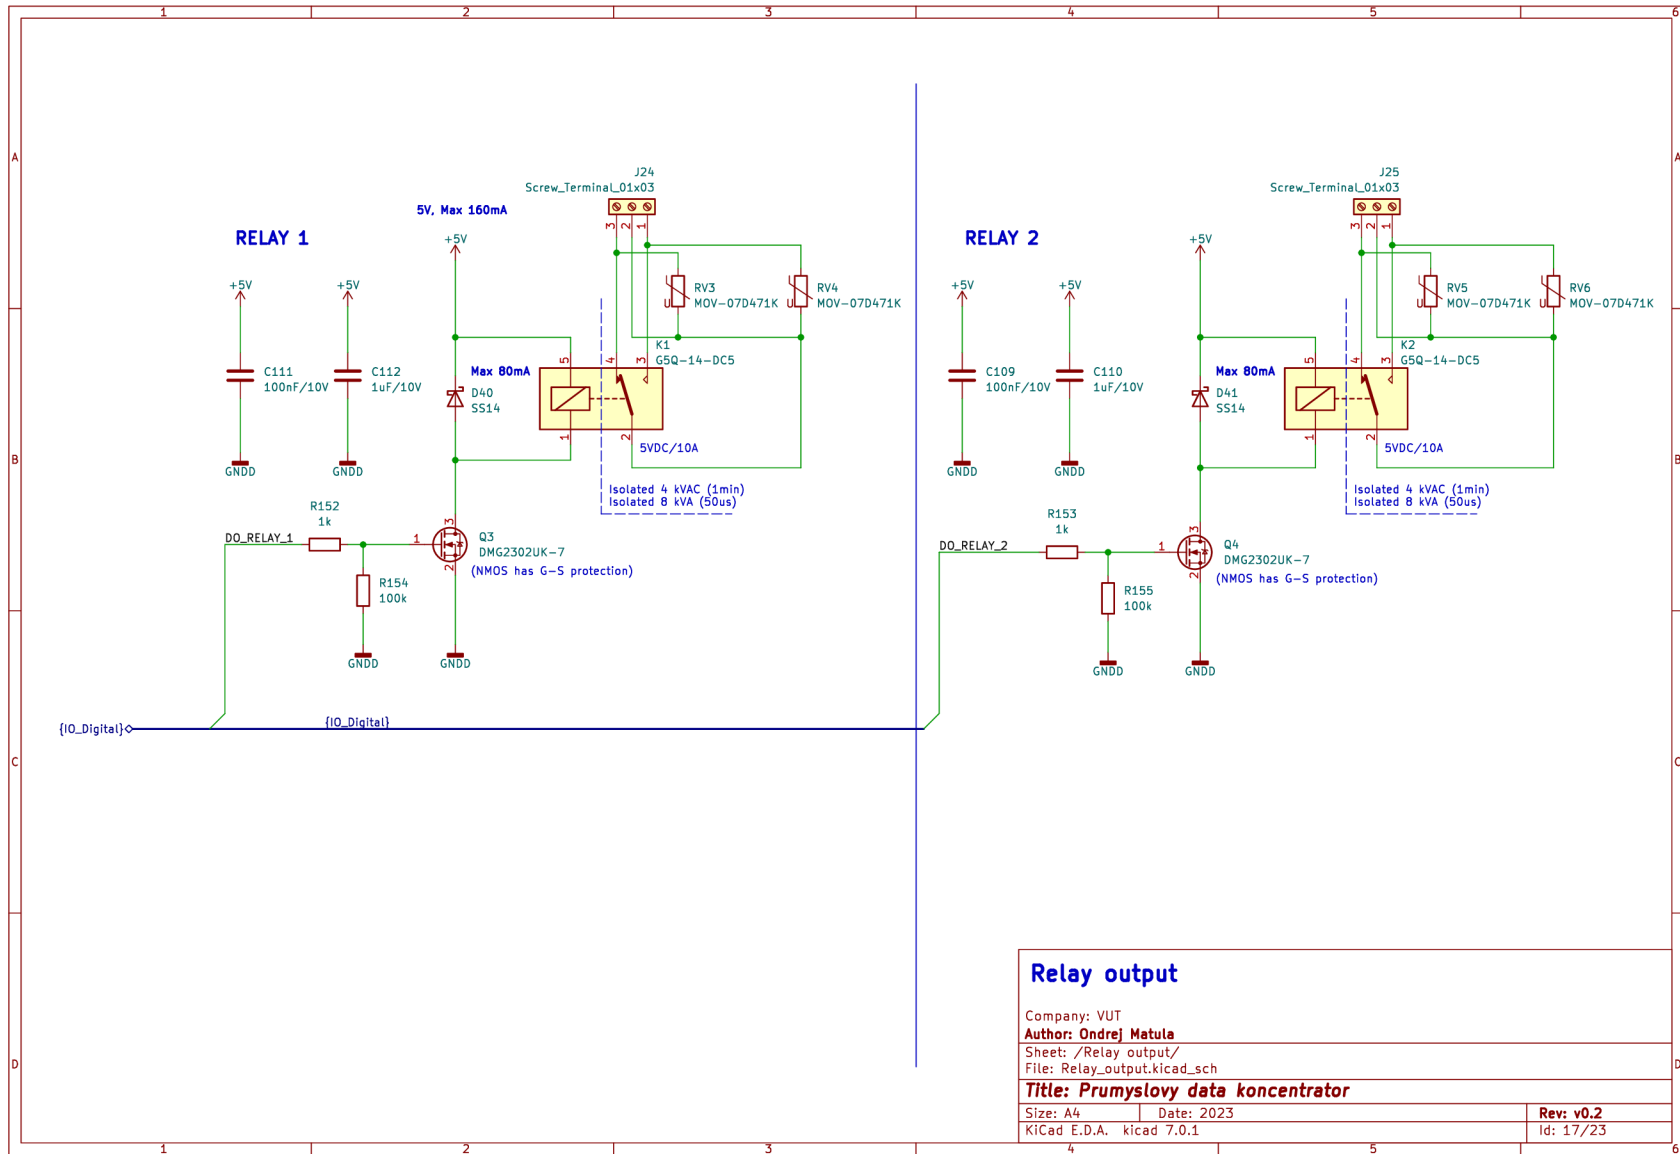 1 2 3 4 5 6
A
B
C
D
A
B
C
D
RELAY 1
5V, Max 160mA
J24
Screw_Terminal_01x03
3 2 1
+5V
+5V
+5V
C111
100nF/10V
C112
1uF/10V
GNDD
GNDD
Max 80mA
D40
SS14
RV3
MOV-07D471K
U
RV4
MOV-07D471K
U
K1
G5Q-14-DC5
5 4 3
1 2
5VDC/10A
Isolated 4 kVAC (1min)
Isolated 8 kVA (50us)
R152
1k
DO_RELAY_1
1
3
2
Q3
DMG2302UK-7
(NMOS has G-S protection)
R154
100k
GNDD
GNDD
RELAY 2
J25
Screw_Terminal_01x03
3 2 1
+5V
+5V
+5V
C109
100nF/10V
C110
1uF/10V
GNDD
GNDD
Max 80mA
D41
SS14
RV5
MOV-07D471K
U
RV6
MOV-07D471K
U
K2
G5Q-14-DC5
5 4 3
1 2
5VDC/10A
Isolated 4 kVAC (1min)
Isolated 8 kVA (50us)
R153
1k
DO_RELAY_2
1
3
2
Q4
DMG2302UK-7
(NMOS has G-S protection)
R155
100k
GNDD
GNDD
{IO_Digital}
{IO_Digital}
Relay output
Company: VUT
Author: Ondrej Matula
Sheet: /Relay output/
File: Relay_output.kicad_sch
Title: Prumyslovy data koncentrator
Size: A4 Date: 2023 Rev: v0.2
KiCad E.D.A. kicad 7.0.1 Id: 17/23
1 2 3 4 5 6